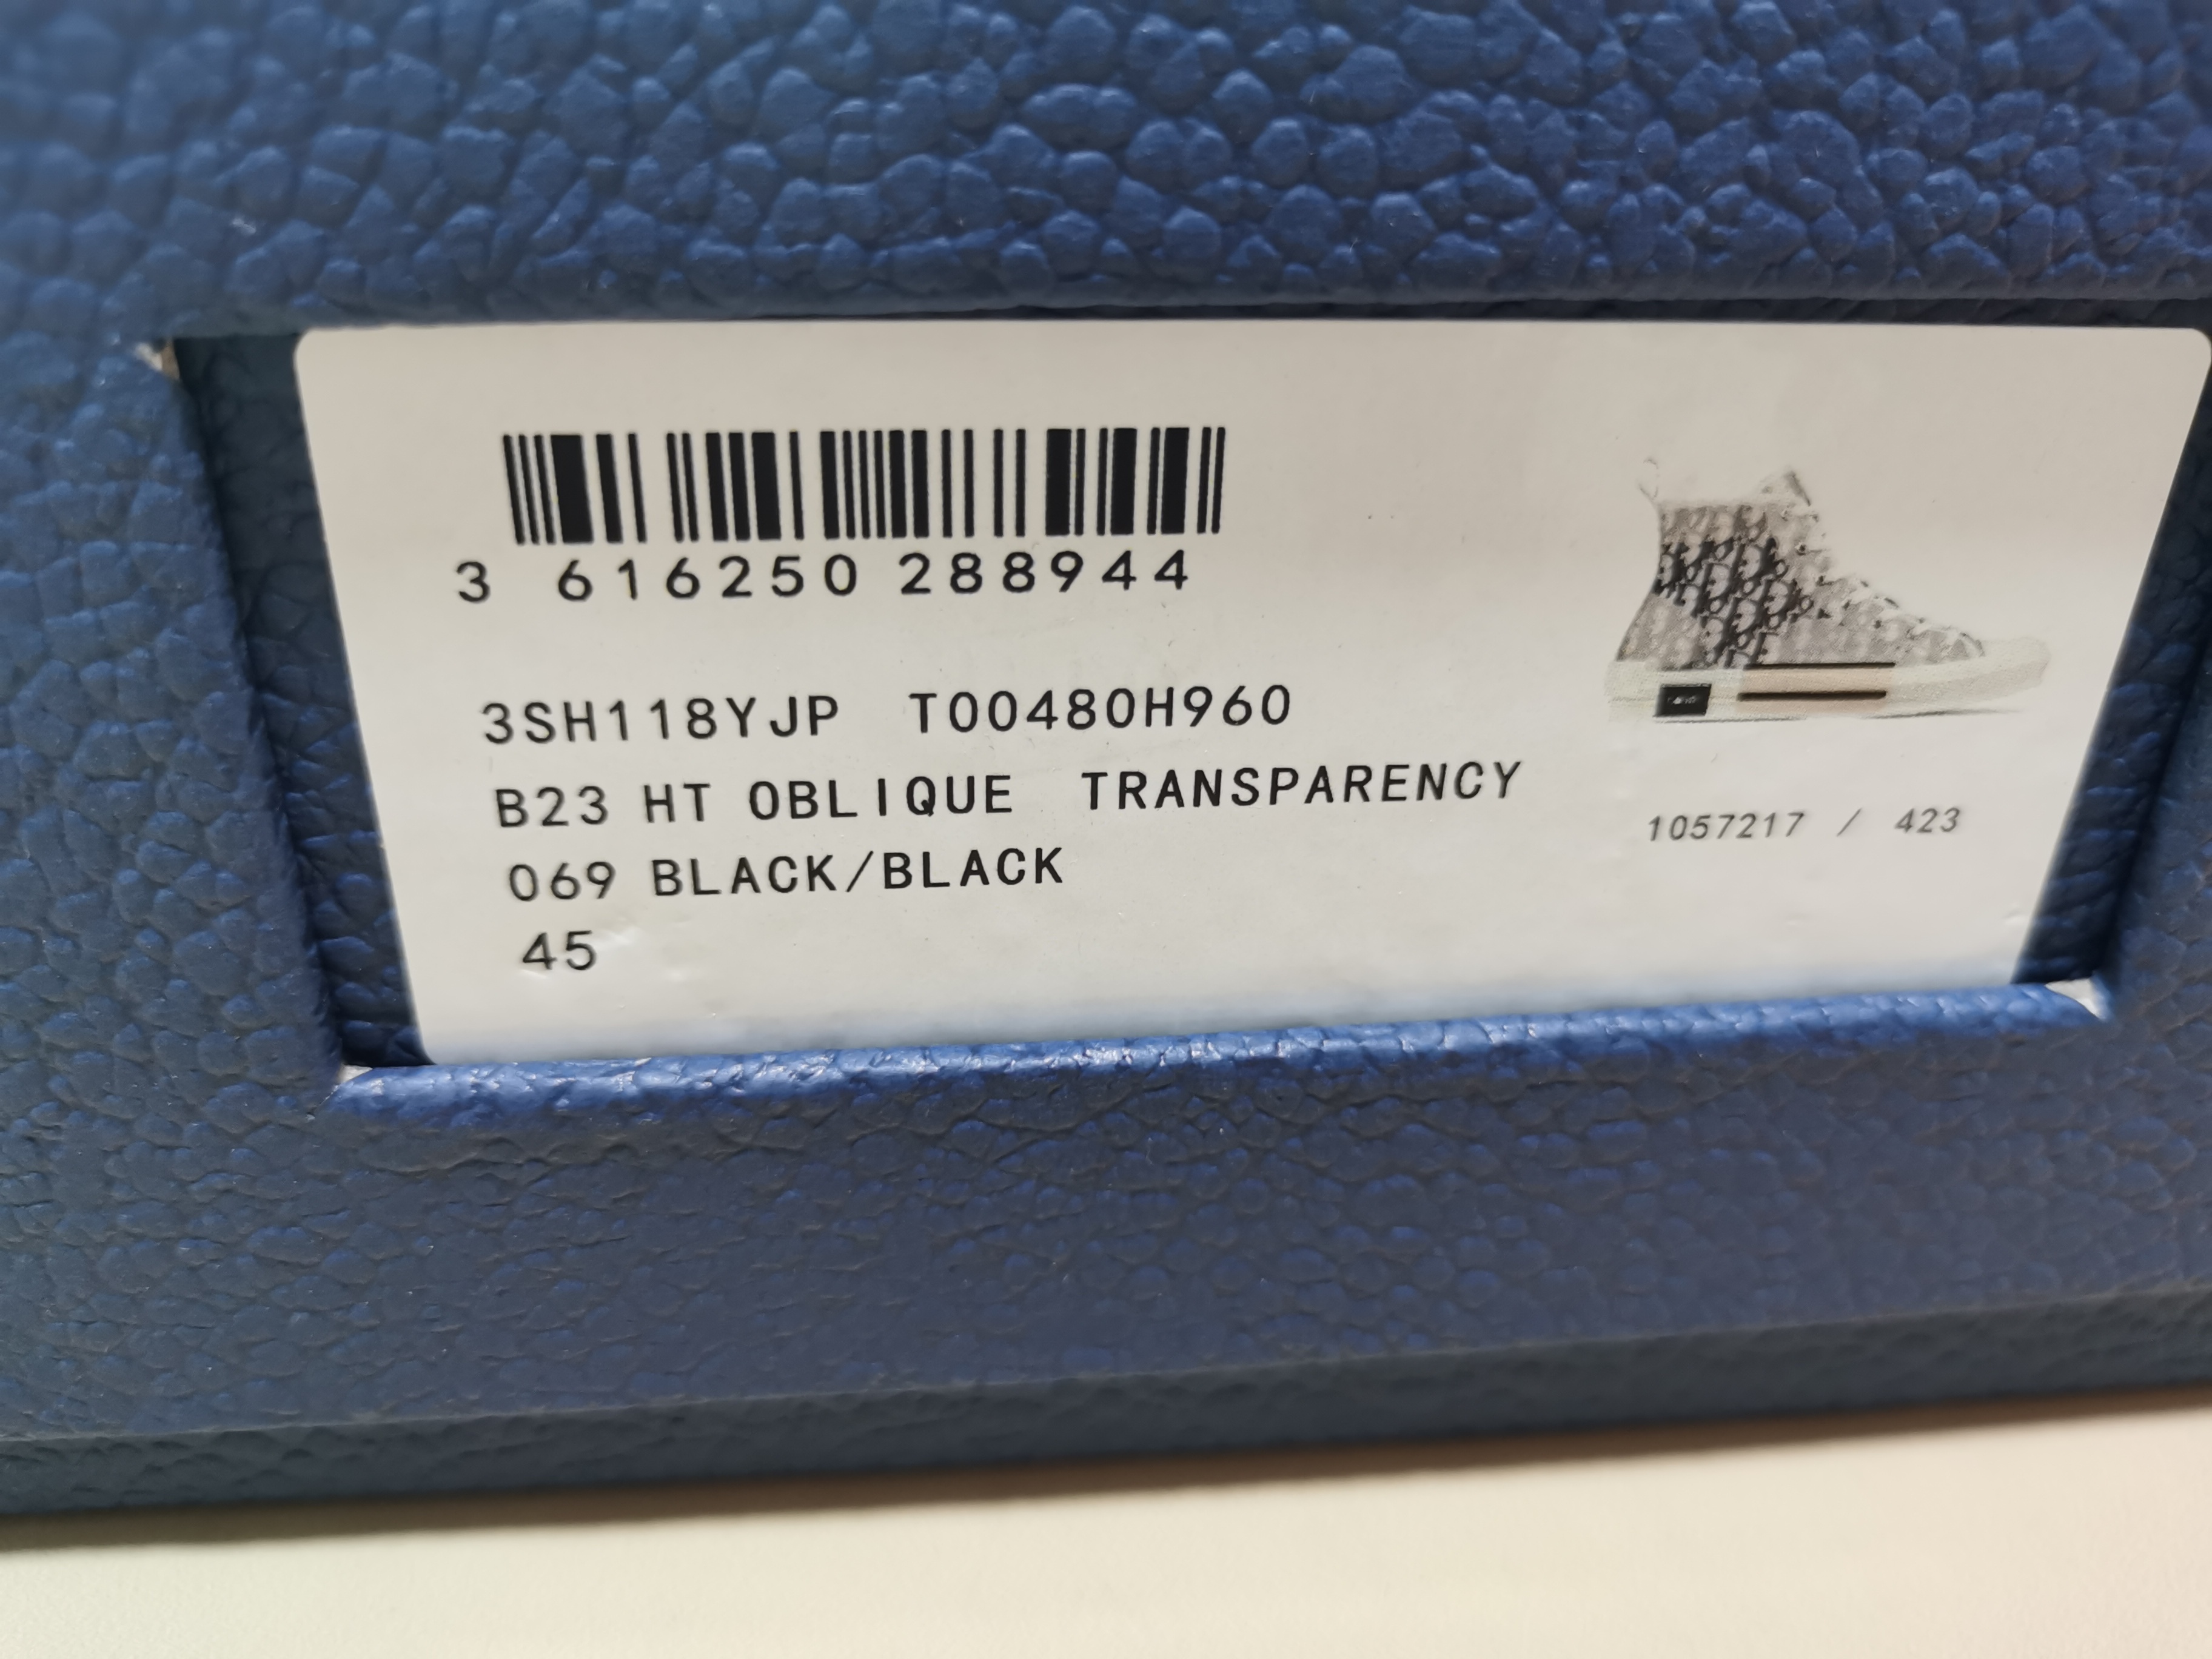 3 616250 288944
3SH118YJP T00480H960
B23 HT OBLIQUE TRANSPARENCY
069 BLACK/BLACK
45
1057217 / 423